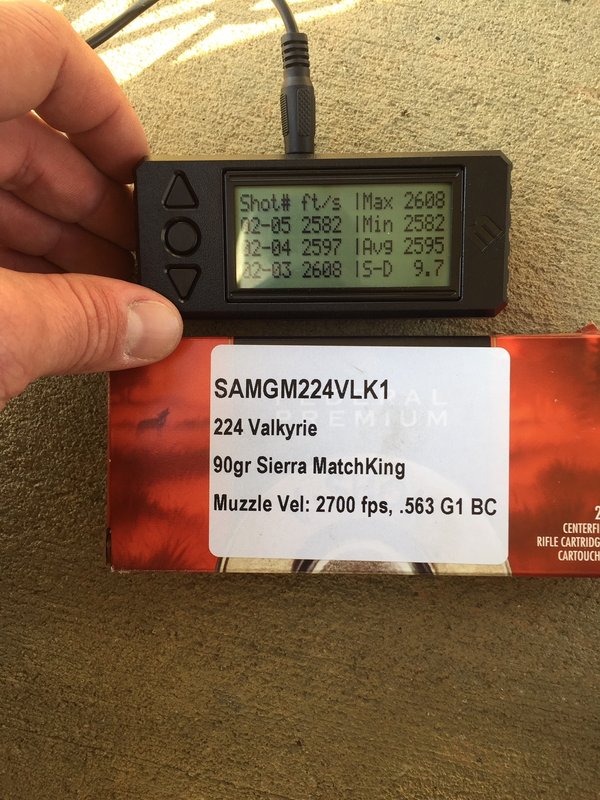 Shot# ft/s |Max 2608
02-05 2582 |Min 2582
02-04 2597 |Avg 2595
02-03 2608 |S-D 9.7
SAMGM224VLK1
PREMIUM
224 Valkyrie
90gr Sierra MatchKing
Muzzle Vel: 2700 fps, .563 G1 BC
2
CENTERFI
RIFLE CARTRIDG
CARTOUCH